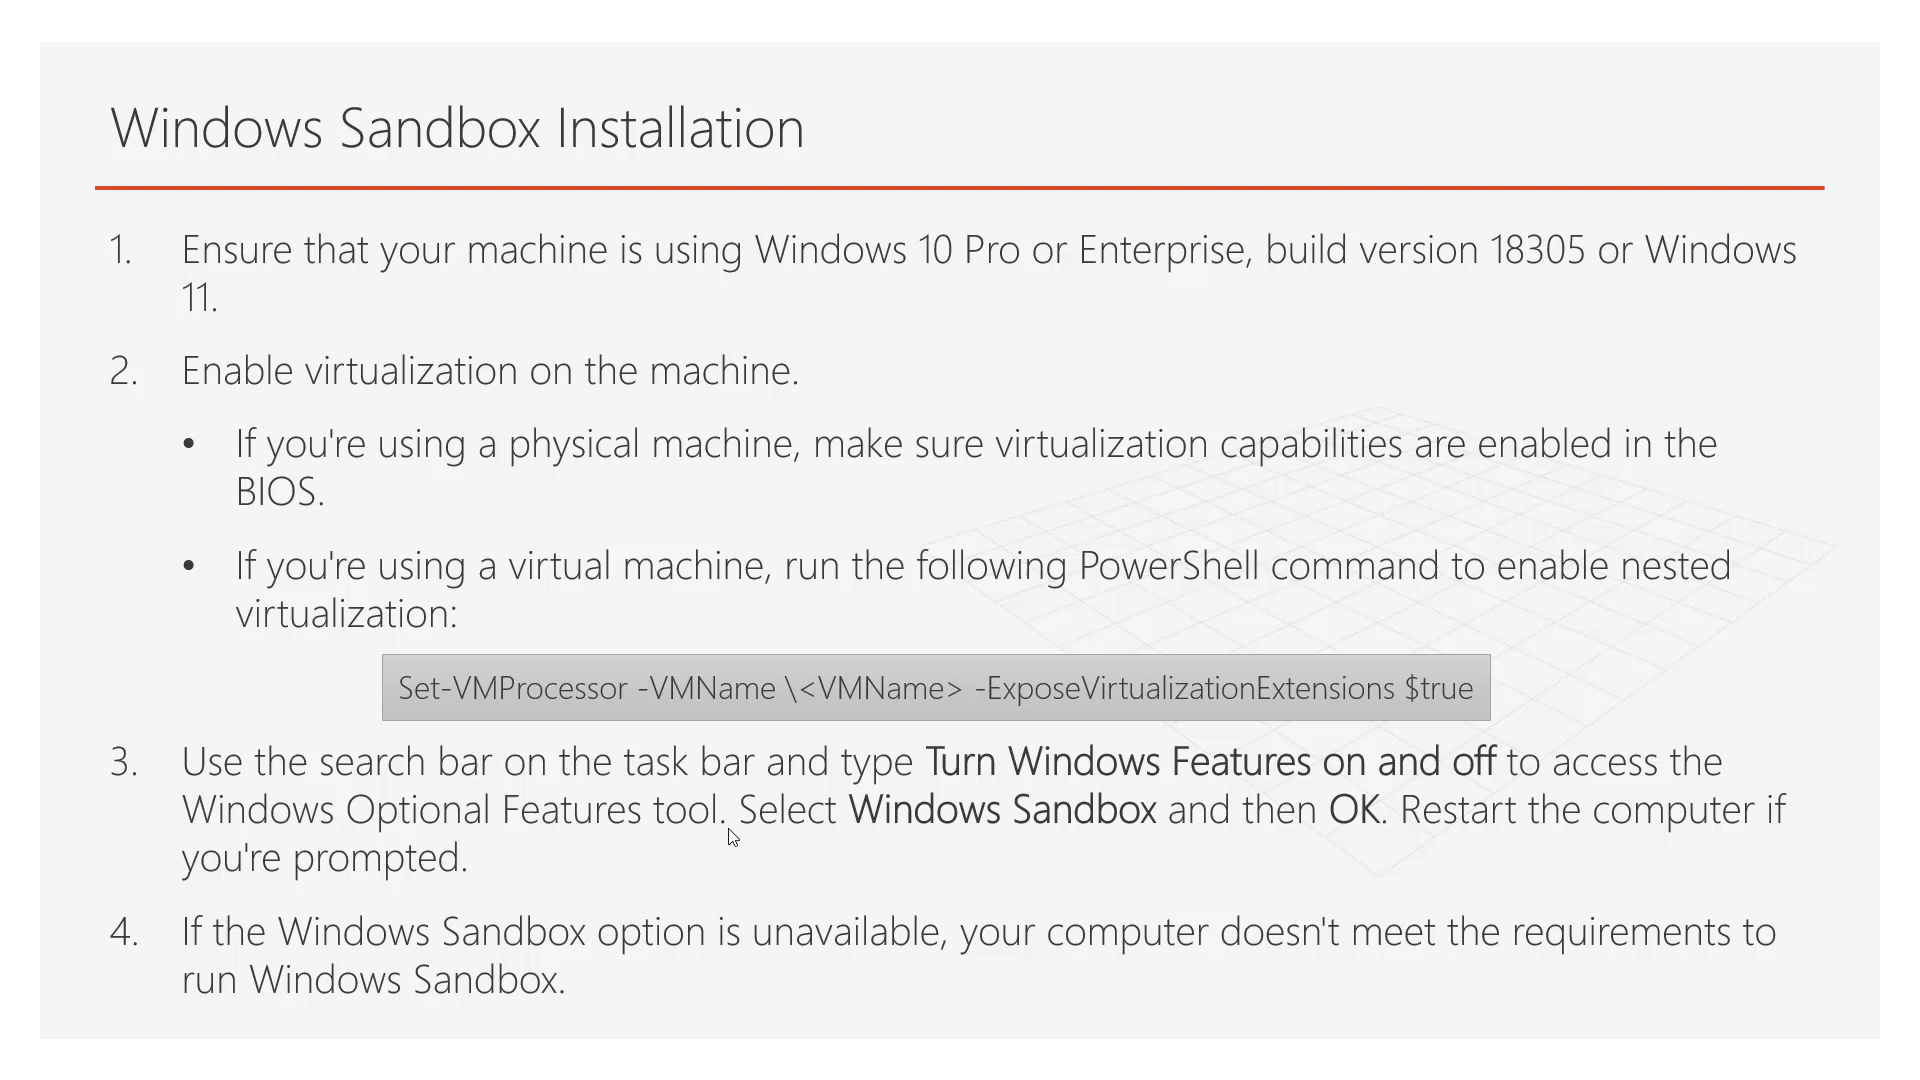 Windows Sandbox Installation
1. Ensure that your machine is using Windows 10 Pro or Enterprise, build version 18305 or Windows
11.
2. Enable virtualization on the machine.
• If you're using a physical machine, make sure virtualization capabilities are enabled in the
BIOS.
• If you're using a virtual machine, run the following PowerShell command to enable nested
virtualization:
Set-VMProcessor -VMName \<VMName> -ExposeVirtualizationExtensions $true
3. Use the search bar on the task bar and type Turn Windows Features on and off to access the
Windows Optional Features tool. Select Windows Sandbox and then OK. Restart the computer if
you're prompted.
4. If the Windows Sandbox option is unavailable, your computer doesn't meet the requirements to
run Windows Sandbox.